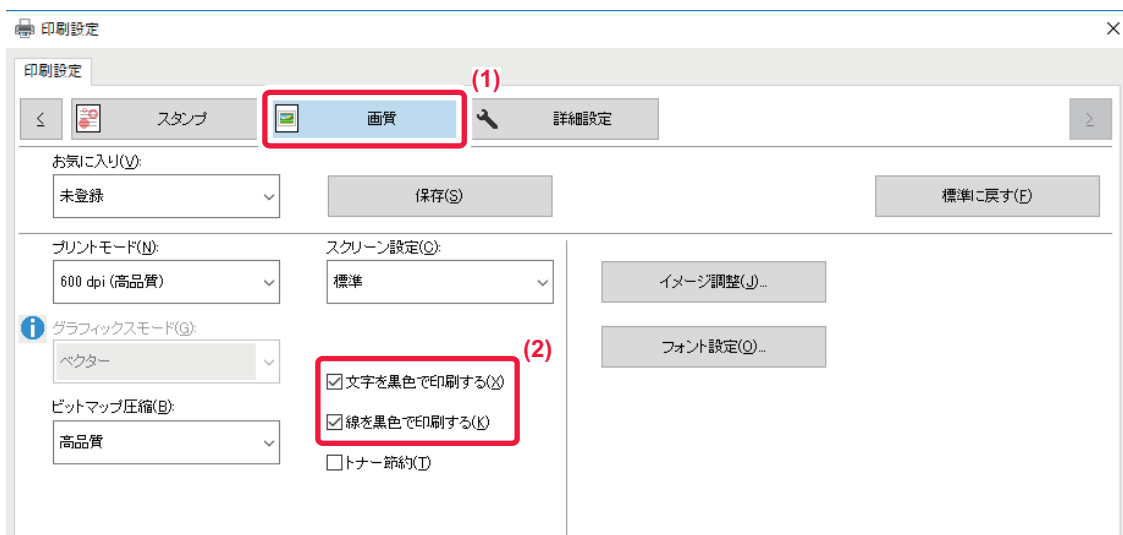 印刷設定
印刷設定
(1)
< スタンプ 画質 詳細設定 >
お気に入り(V):
未登録 保存(S) 標準に戻す(F)
プリントモード(N): スクリーン設定(C):
600 dpi (高品質) 標準 イメージ調整(J)...
グラフィックスモード(G):
ベクター フォント設定(O)...
(2)
文字を黒色で印刷する(X)
ビットマップ圧縮(B):
線を黒色で印刷する(K)
高品質
トナー節約(T)